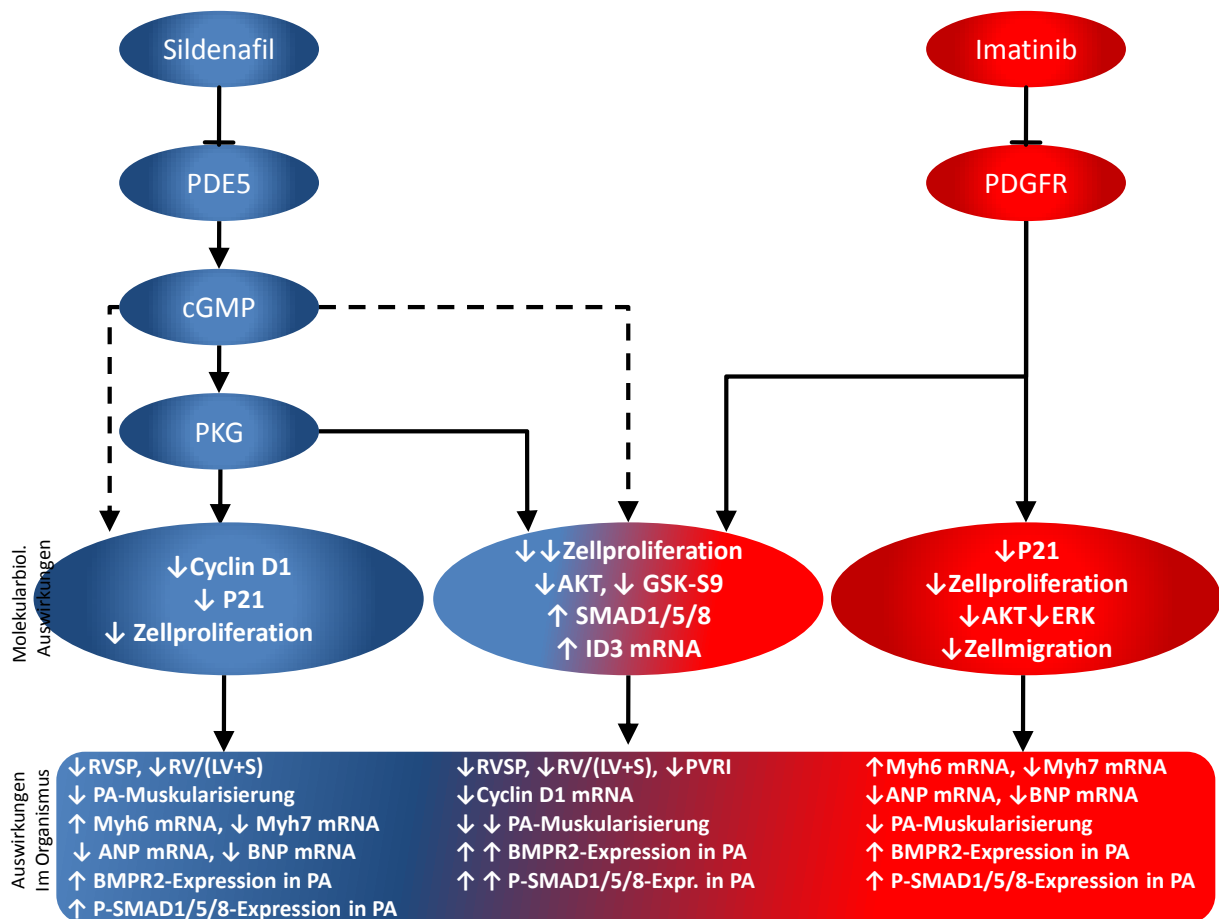 Sildenafil
Imatinib
PDE5
PDGFR
cGMP
PKG
Molekularbiol.
Auswirkungen
↓Cyclin D1
↓ P21
↓ Zellproliferation
↓↓Zellproliferation
↓AKT, ↓ GSK-S9
↑ SMAD1/5/8
↑ ID3 mRNA
↓P21
↓Zellproliferation
↓AKT↓ERK
↓Zellmigration
Auswirkungen
Im Organismus
↓RVSP, ↓RV/(LV+S)
↓ PA-Muskularisierung
↑ Myh6 mRNA, ↓ Myh7 mRNA
↓ ANP mRNA, ↓ BNP mRNA
↑ BMPR2-Expression in PA
↑ P-SMAD1/5/8-Expression in PA
↓RVSP, ↓RV/(LV+S), ↓PVRI
↓Cyclin D1 mRNA
↓ ↓ PA-Muskularisierung
↑ ↑ BMPR2-Expression in PA
↑ ↑ P-SMAD1/5/8-Expr. in PA
↑Myh6 mRNA, ↓Myh7 mRNA
↓ANP mRNA, ↓BNP mRNA
↓ PA-Muskularisierung
↑ BMPR2-Expression in PA
↑ P-SMAD1/5/8-Expression in PA